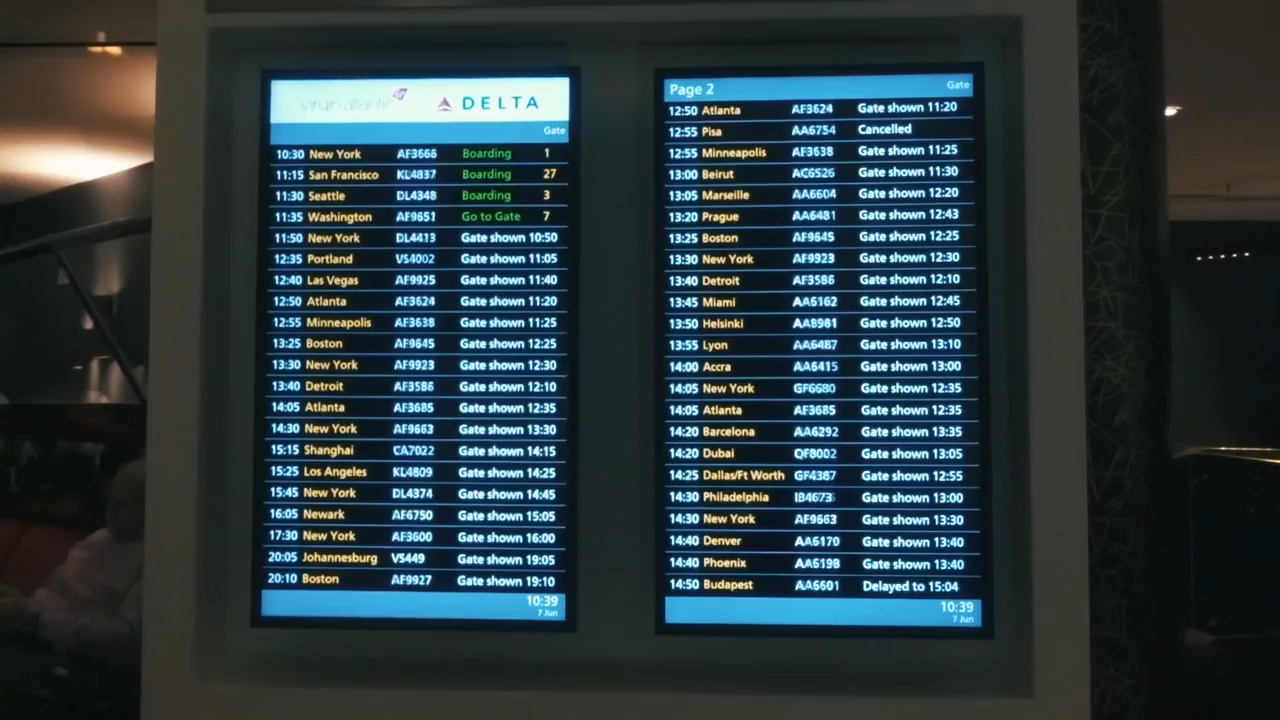 virgin atlantic DELTA
Gate
10:30 New York AF3666 Boarding 1
11:15 San Francisco KL4837 Boarding 27
11:30 Seattle DL4348 Boarding 3
11:35 Washington AF9651 Go to Gate 7
11:50 New York DL4413 Gate shown 10:50
12:35 Portland VS4002 Gate shown 11:05
12:40 Las Vegas AF9925 Gate shown 11:40
12:50 Atlanta AF3624 Gate shown 11:20
12:55 Minneapolis AF3638 Gate shown 11:25
13:25 Boston AF9645 Gate shown 12:25
13:30 New York AF9923 Gate shown 12:30
13:40 Detroit AF3586 Gate shown 12:10
14:05 Atlanta AF3685 Gate shown 12:35
14:30 New York AF9663 Gate shown 13:30
15:15 Shanghai CA7022 Gate shown 14:15
15:25 Los Angeles KL4809 Gate shown 14:25
15:45 New York DL4374 Gate shown 14:45
16:05 Newark AF6750 Gate shown 15:05
17:30 New York AF3600 Gate shown 16:00
20:05 Johannesburg VS449 Gate shown 19:05
20:10 Boston AF9927 Gate shown 19:10
10:39
7 Jun
Page 2 Gate
12:50 Atlanta AF3624 Gate shown 11:20
12:55 Pisa AA6754 Cancelled
12:55 Minneapolis AF3638 Gate shown 11:25
13:00 Beirut AC6526 Gate shown 11:30
13:05 Marseille AA6604 Gate shown 12:20
13:20 Prague AA6481 Gate shown 12:43
13:25 Boston AF9645 Gate shown 12:25
13:30 New York AF9923 Gate shown 12:30
13:40 Detroit AF3586 Gate shown 12:10
13:45 Miami AA6162 Gate shown 12:45
13:50 Helsinki AA8981 Gate shown 12:50
13:55 Lyon AA6487 Gate shown 13:10
14:00 Accra AA6415 Gate shown 13:00
14:05 New York GF6680 Gate shown 12:35
14:05 Atlanta AF3685 Gate shown 12:35
14:20 Barcelona AA6292 Gate shown 13:35
14:20 Dubai QF8002 Gate shown 13:05
14:25 Dallas/Ft Worth GF4387 Gate shown 12:55
14:30 Philadelphia IB4673 Gate shown 13:00
14:30 New York AF9663 Gate shown 13:30
14:40 Denver AA6170 Gate shown 13:40
14:40 Phoenix AA6198 Gate shown 13:40
14:50 Budapest AA6601 Delayed to 15:04
10:39
7 Jun